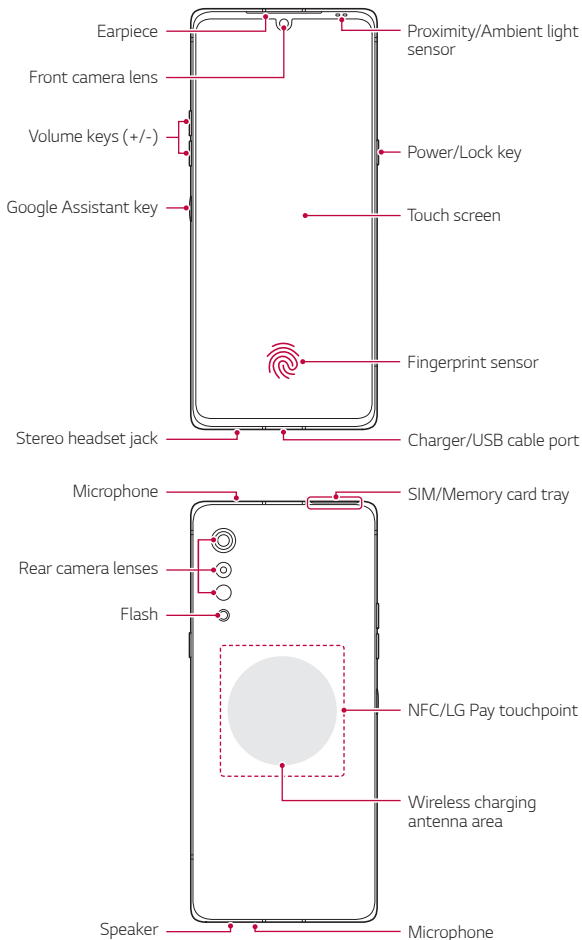 Earpiece
Proximity/Ambient light
sensor
Front camera lens
Volume keys (+/-)
Power/Lock key
Google Assistant key
Touch screen
Fingerprint sensor
Stereo headset jack
Charger/USB cable port
Microphone
SIM/Memory card tray
Rear camera lenses
Flash
NFC/LG Pay touchpoint
Wireless charging
antenna area
Speaker
Microphone